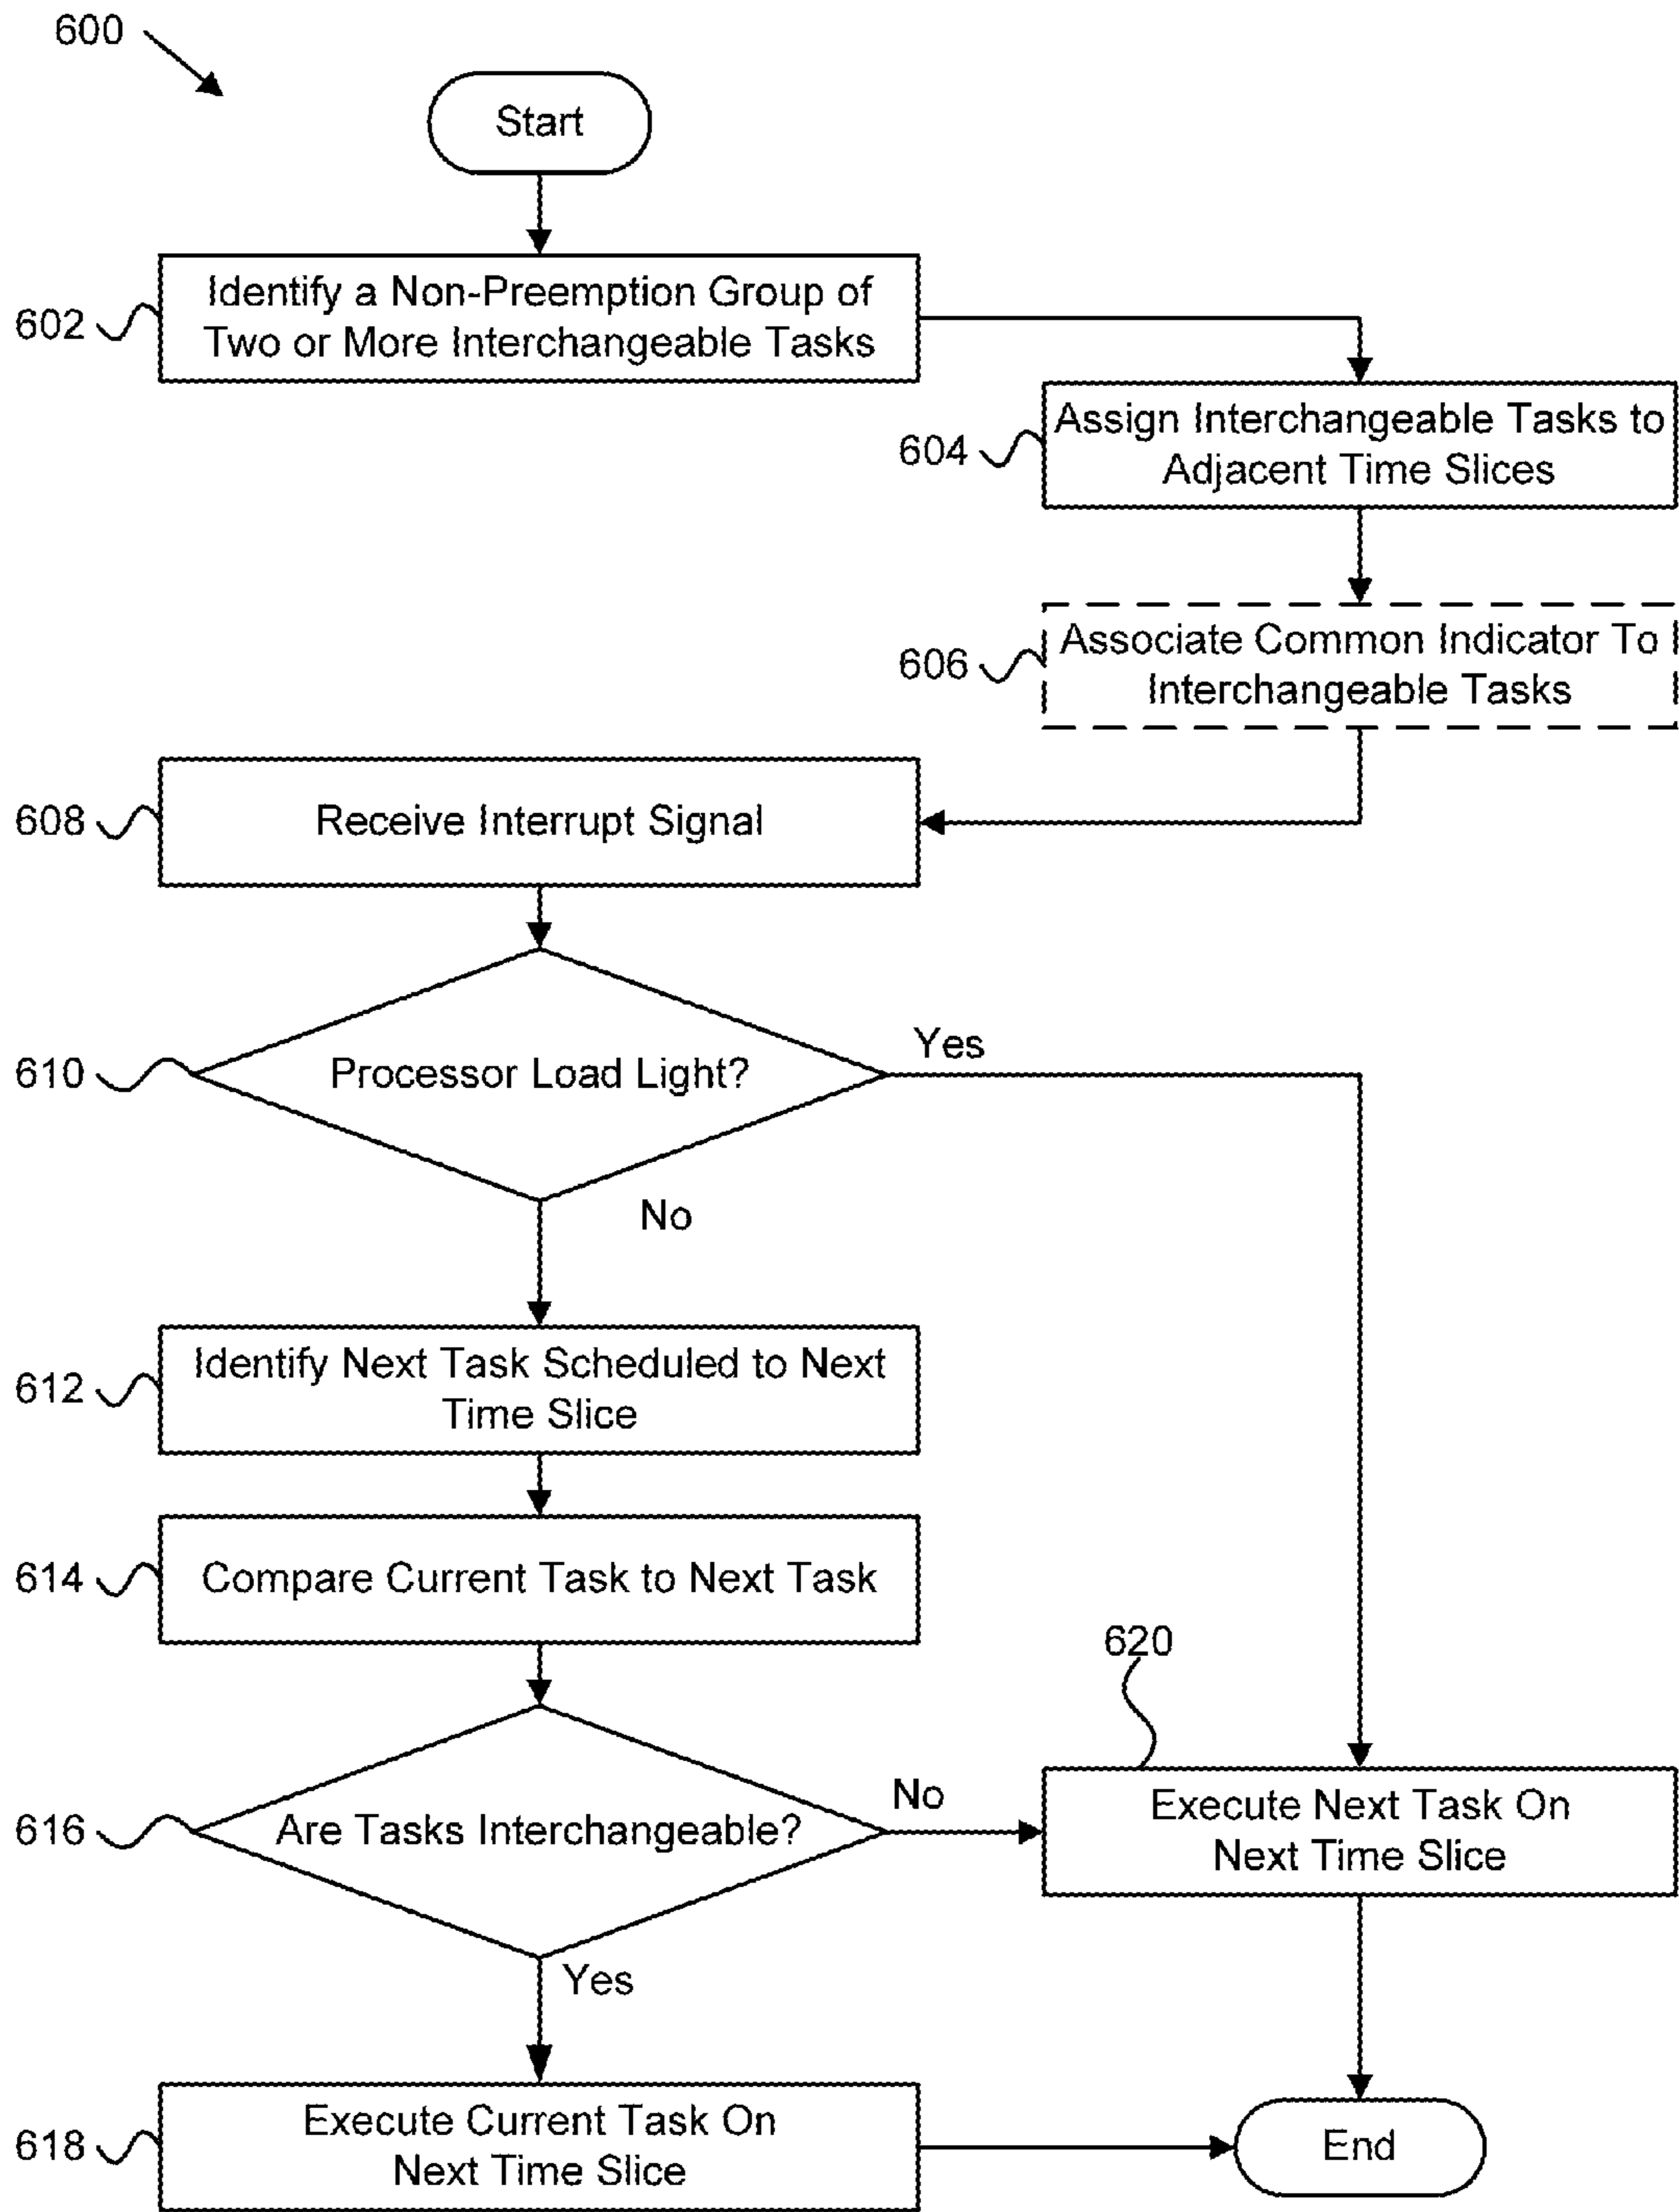 600
Start
602
Identify a Non-Preemption Group of
Two or More Interchangeable Tasks
604
Assign Interchangeable Tasks to
Adjacent Time Slices
606
Associate Common Indicator To
Interchangeable Tasks
608
Receive Interrupt Signal
610
Processor Load Light?
Yes
No
612
Identify Next Task Scheduled to Next
Time Slice
614
Compare Current Task to Next Task
616
Are Tasks Interchangeable?
No
620
Execute Next Task On
Next Time Slice
Yes
618
Execute Current Task On
Next Time Slice
End